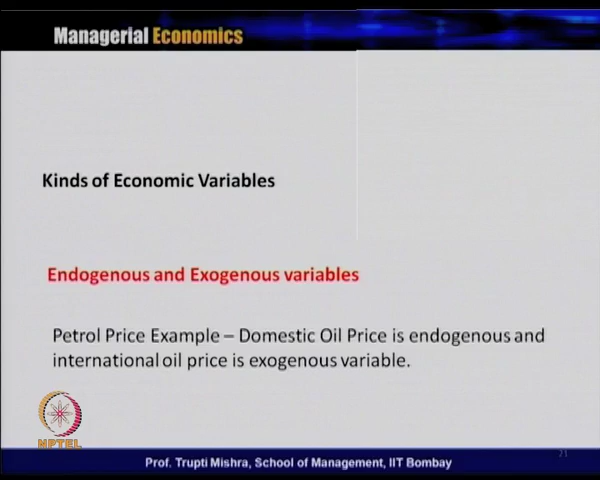 Managerial Economics
Kinds of Economic Variables
Endogenous and Exogenous variables
Petrol Price Example – Domestic Oil Price is endogenous and
international oil price is exogenous variable.
NPTEL
Prof. Trupti Mishra, School of Management, IIT Bombay